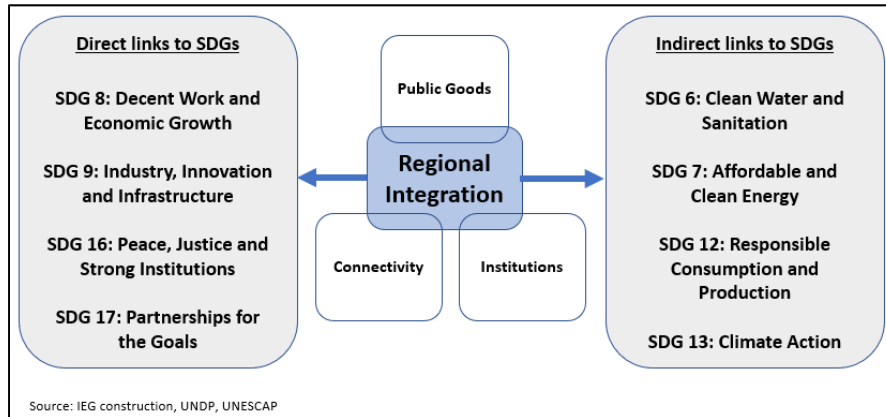 Direct links to SDGs
SDG 8: Decent Work and
Economic Growth
SDG 9: Industry, Innovation
and Infrastructure
SDG 16: Peace, Justice and
Strong Institutions
SDG 17: Partnerships for
the Goals
Public Goods
Regional
Integration
Connectivity
Institutions
Indirect links to SDGs
SDG 6: Clean Water and
Sanitation
SDG 7: Affordable and
Clean Energy
SDG 12: Responsible
Consumption and
Production
SDG 13: Climate Action
Source: IEG construction, UNDP, UNESCAP